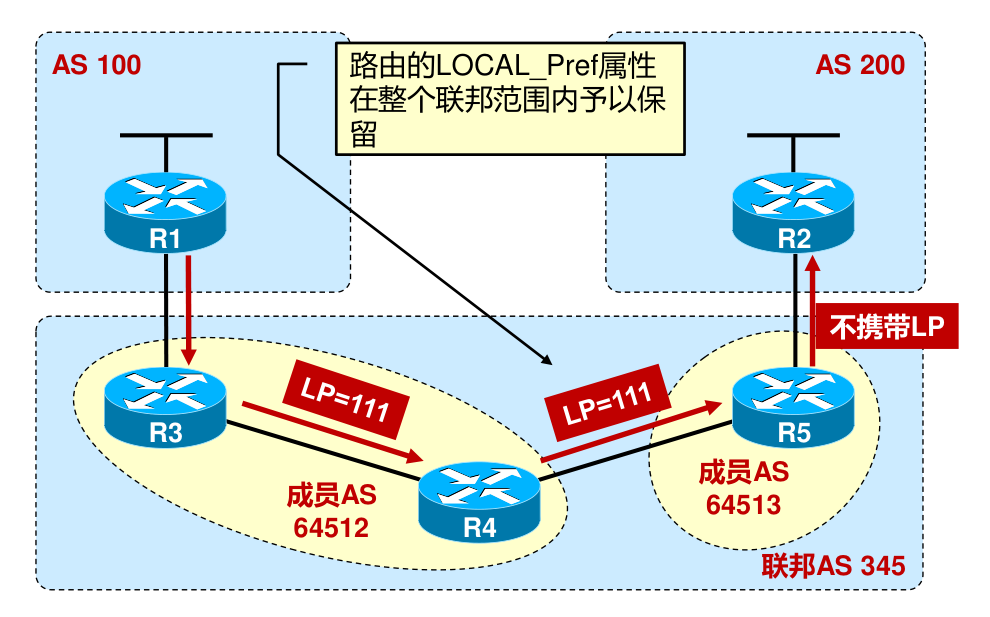 AS 100
路由的LOCAL_Pref属性
在整个联邦范围内予以保
留
AS 200
R1
R2
不携带LP
LP=111
LP=111
R3
R5
成员AS
64512
R4
成员AS
64513
联邦AS 345